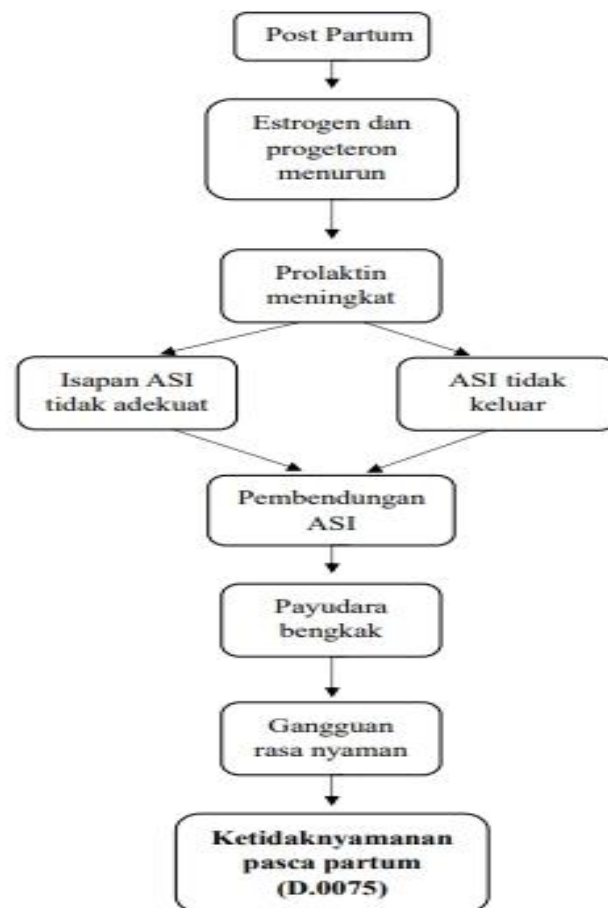 Post Partum
Estrogen dan
progeteron
menurun
Prolaktin
meningkat
Isapan ASI
tidak adekuat
ASI tidak
keluar
Pembendungan
ASI
Payudara
bengkak
Gangguan
rasa nyaman
Ketidaknyamanan
pasca partum
(D.0075)